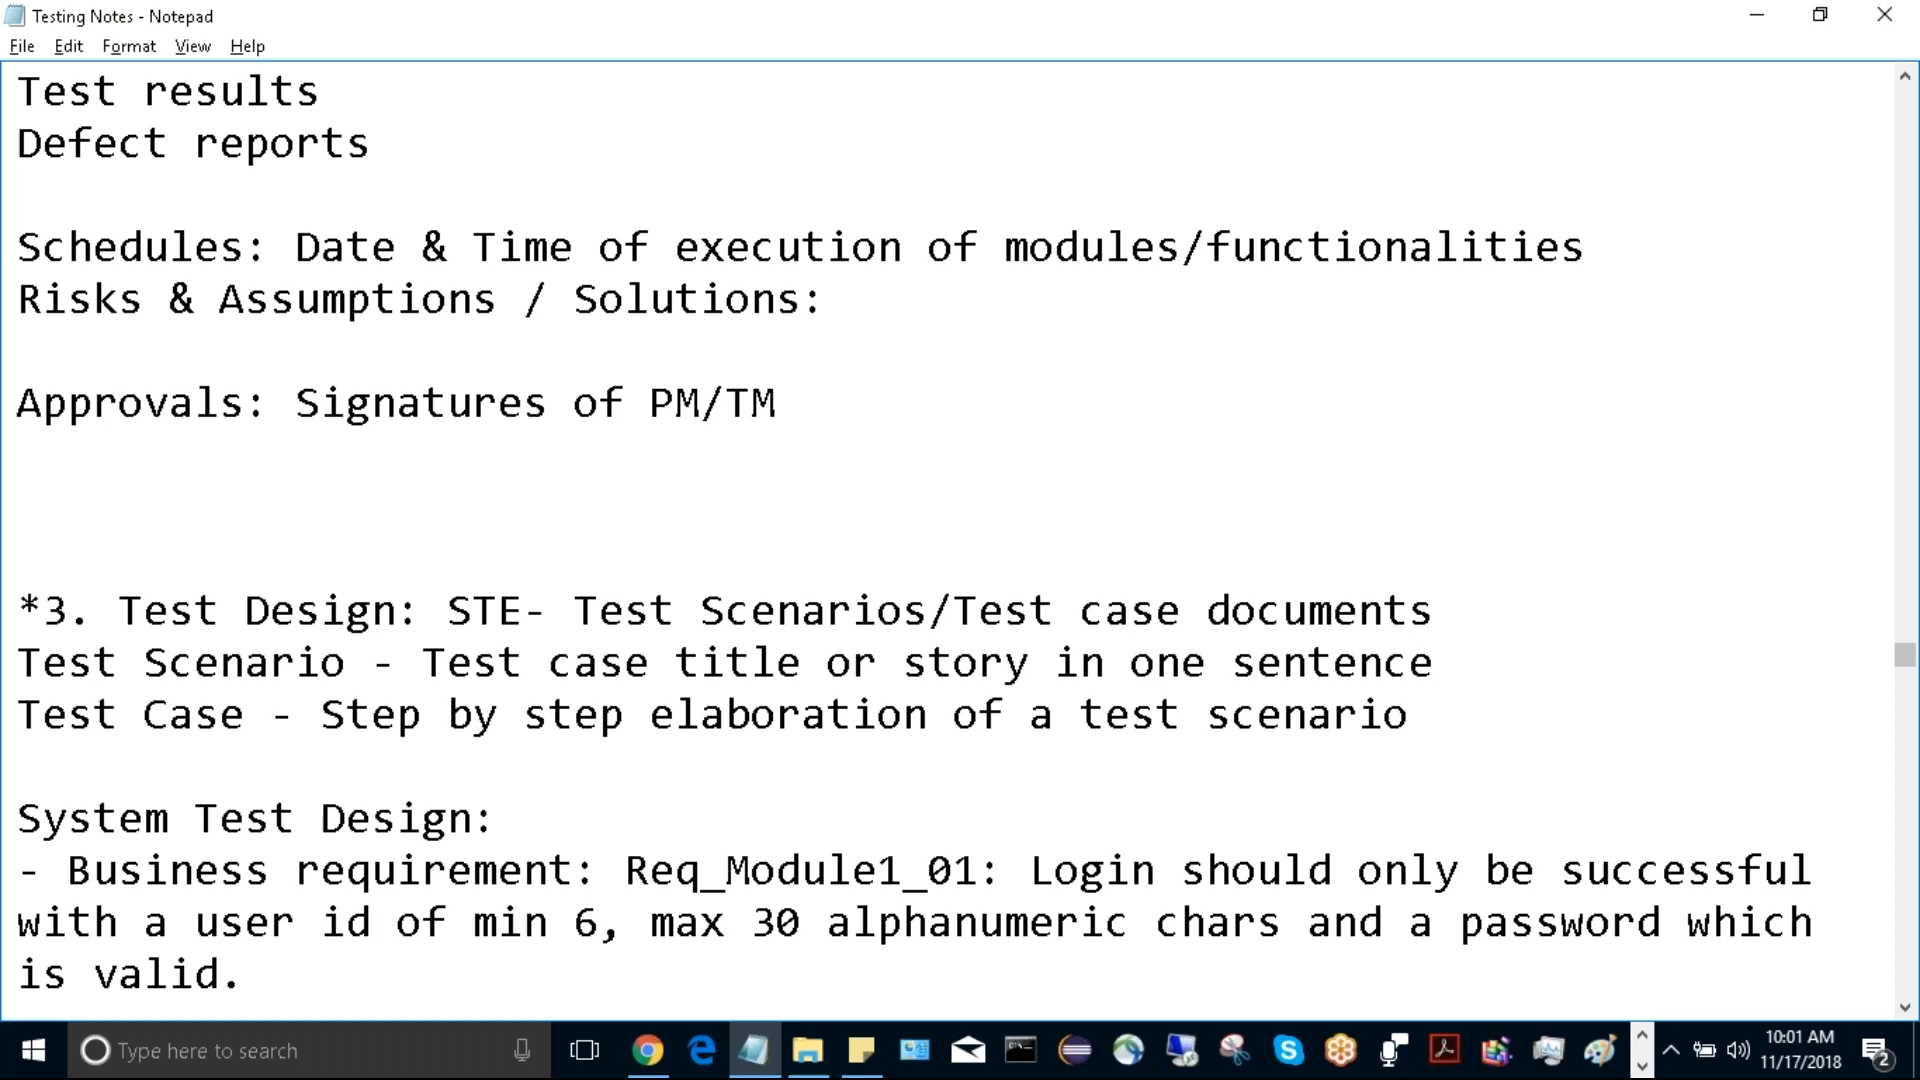 Testing Notes - Notepad
File Edit Format View Help
Test results
Defect reports
Schedules: Date & Time of execution of modules/functionalities
Risks & Assumptions / Solutions:
Approvals: Signatures of PM/TM
*3. Test Design: STE- Test Scenarios/Test case documents
Test Scenario - Test case title or story in one sentence
Test Case - Step by step elaboration of a test scenario
System Test Design:
- Business requirement: Req_Module1_01: Login should only be successful
with a user id of min 6, max 30 alphanumeric chars and a password which
is valid.
Type here to search
10:01 AM
11/17/2018
2